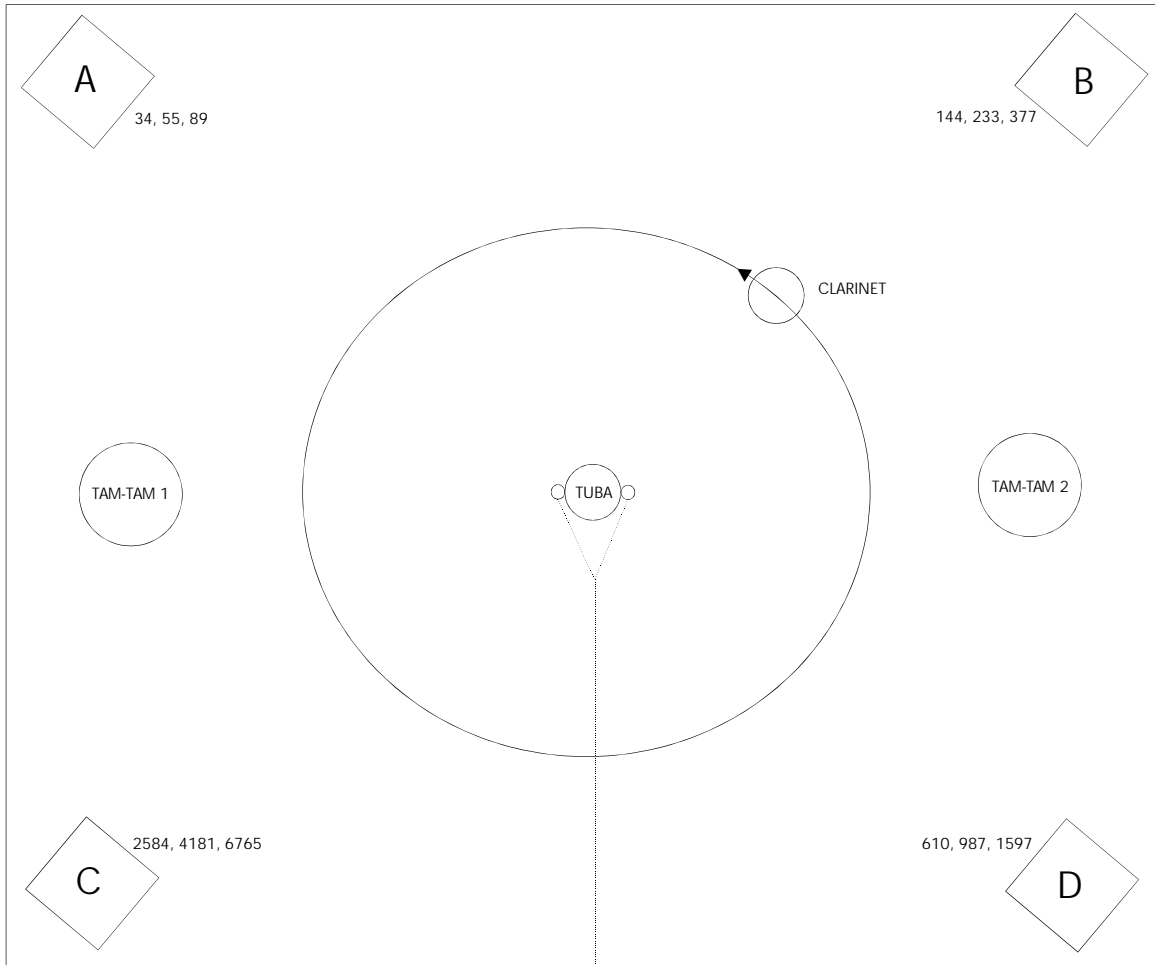 A
B
34, 55, 89
144, 233, 377
CLARINET
TAM-TAM 1
TUBA
TAM-TAM 2
2584, 4181, 6765
610, 987, 1597
C
D